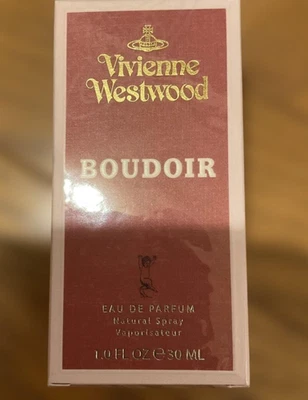 Vivienne
Westwood
BOUDOIR
EAU DE PARFUM
Natural Spray
Vaporisateur
1.0 FL OZ ℮ 30 ML